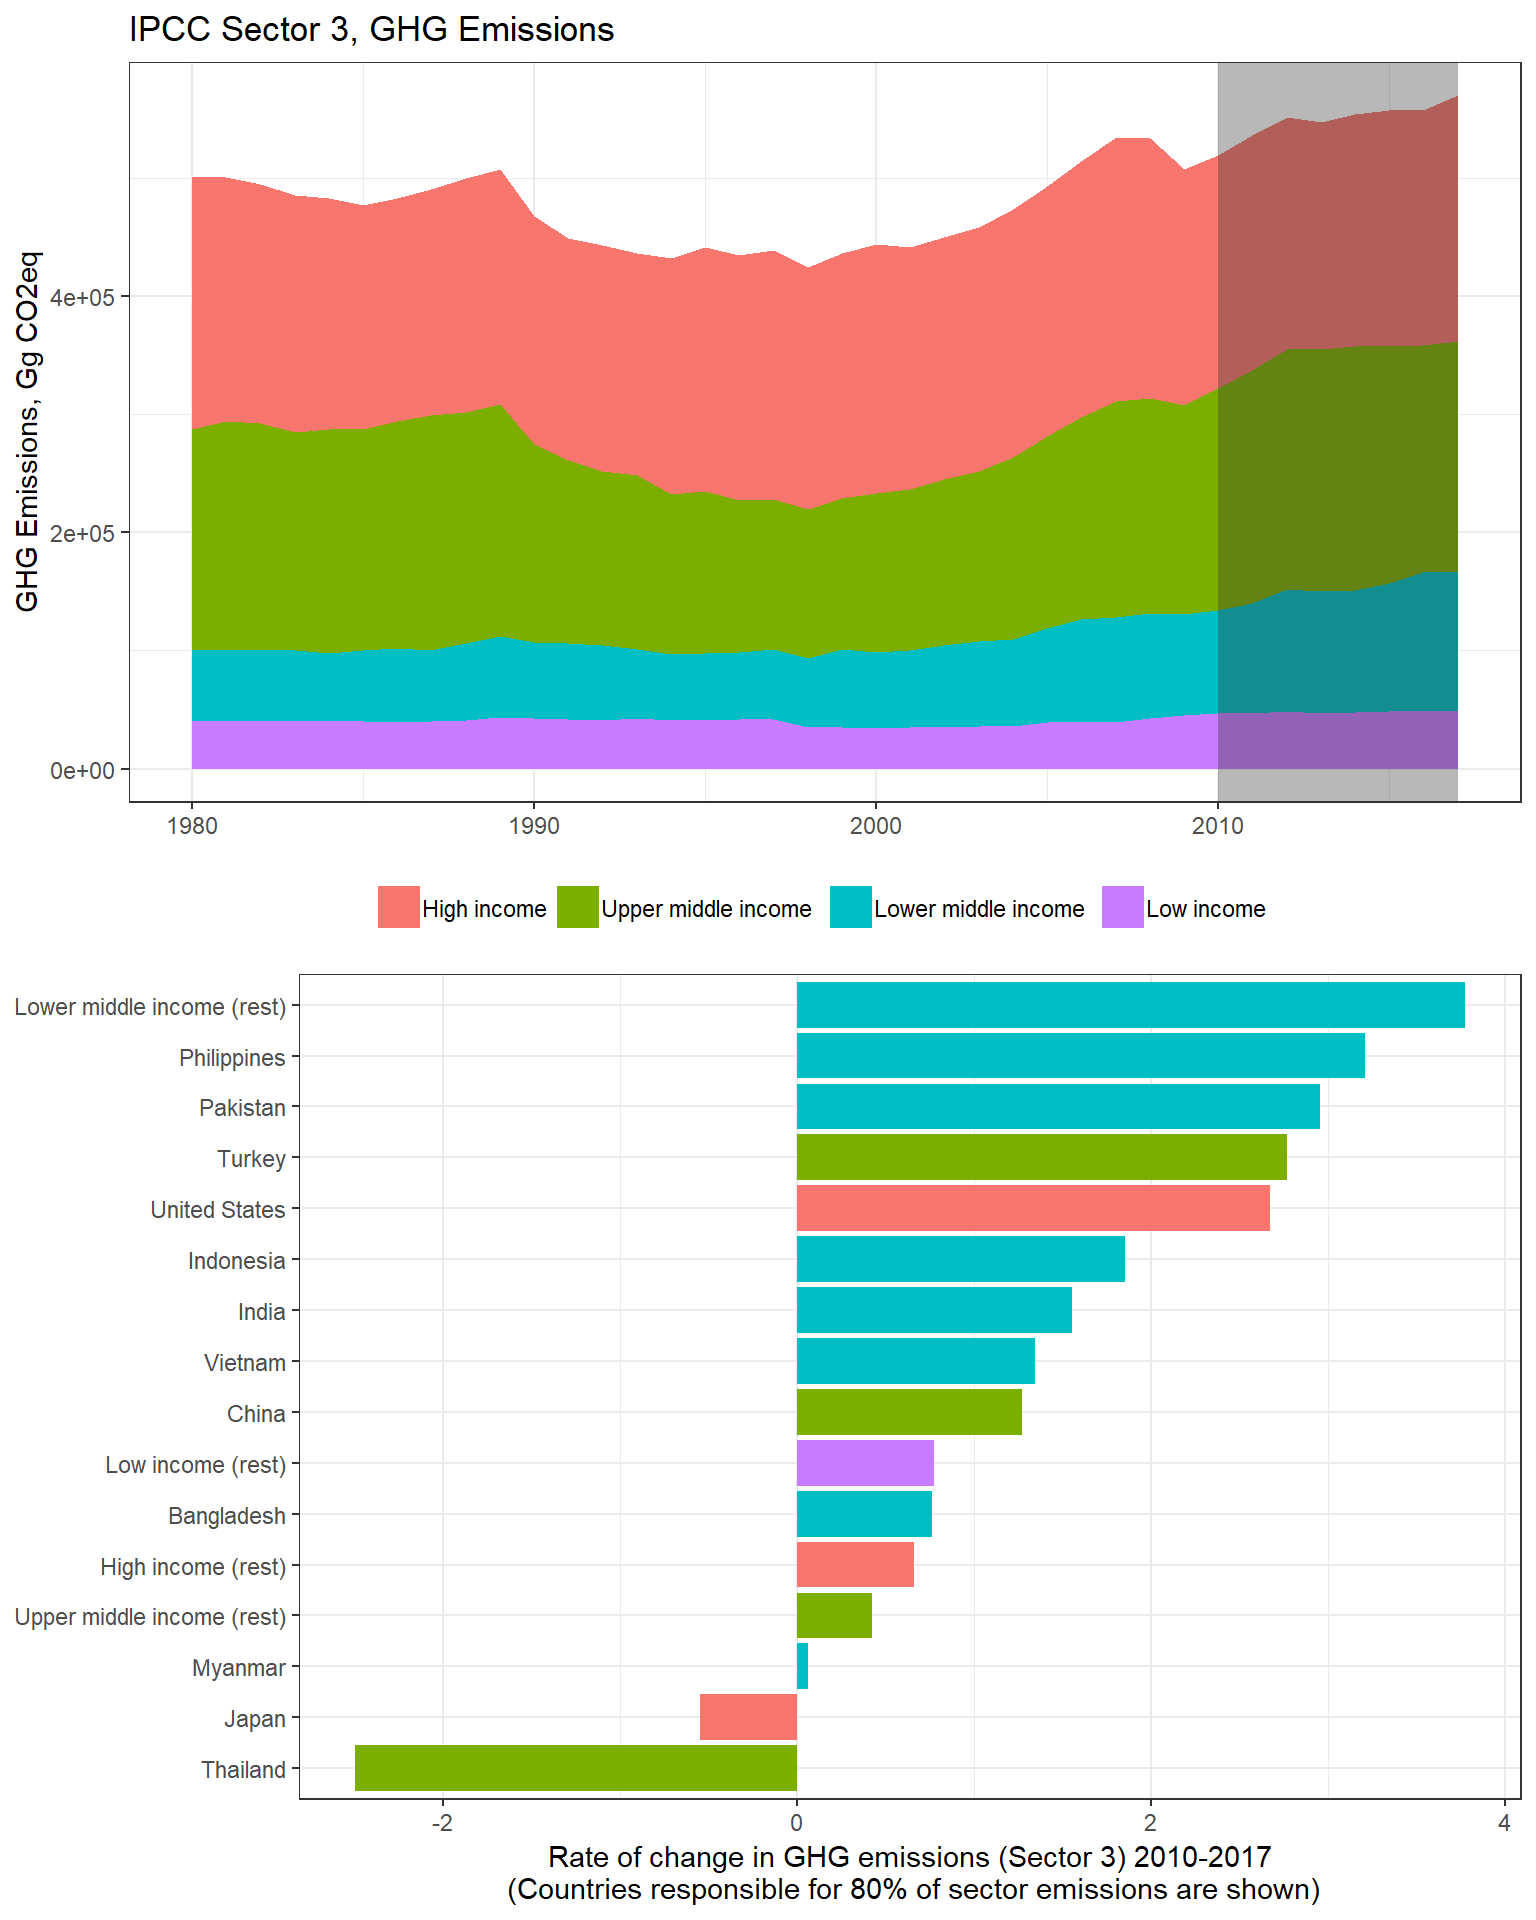 IPCC Sector 3, GHG Emissions
GHG Emissions, Gg CO2eq
4e+05
2e+05
0e+00
1980 1990 2000 2010
High income Upper middle income Lower middle income Low income
Lower middle income (rest)
Philippines
Pakistan
Turkey
United States
Indonesia
India
Vietnam
China
Low income (rest)
Bangladesh
High income (rest)
Upper middle income (rest)
Myanmar
Japan
Thailand
-2 0 2 4
Rate of change in GHG emissions (Sector 3) 2010-2017
(Countries responsible for 80% of sector emissions are shown)